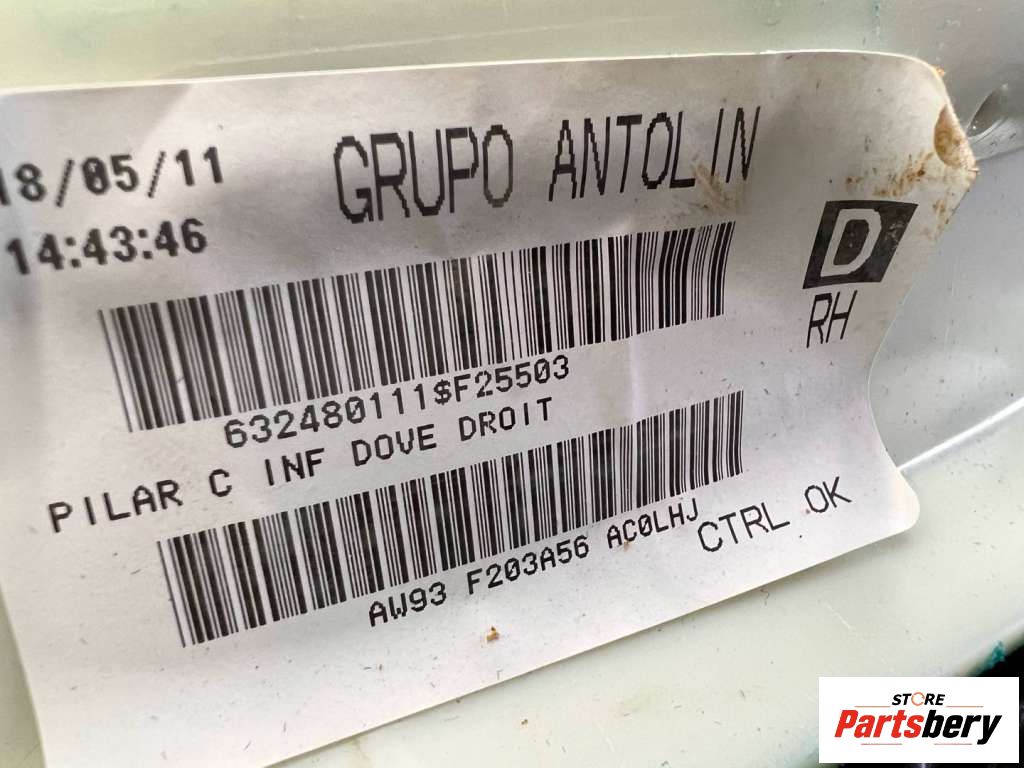 18/05/11
14:43:46
GRUPO ANTOLIN
D
RH
632480111$F25503
PILAR C INF DOVE DROIT
AW93 F203A56 AC0LHJ
CTRL OK
STORE
Partsbery